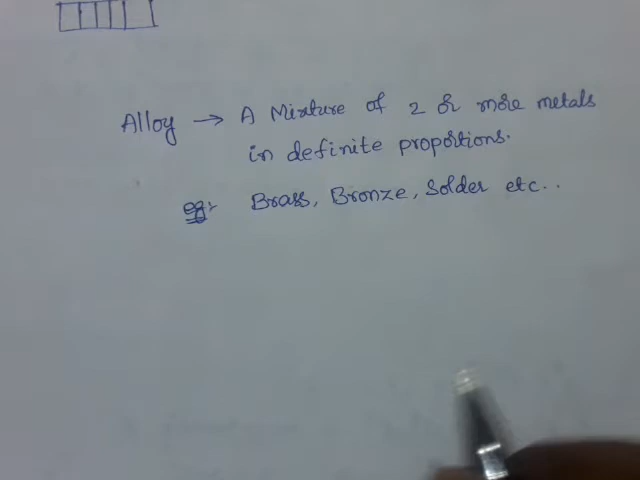 Alloy → A Mixture of 2 or more metals
in definite proportions.
eg:- Brass, Bronze, Solder etc..